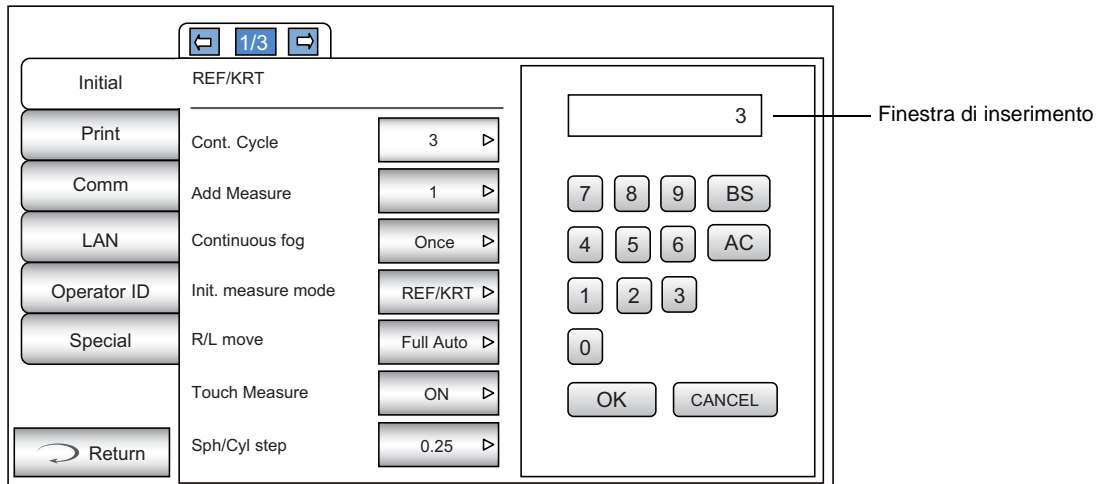 1/3
Initial
Print
Comm
LAN
Operator ID
Special
Return
REF/KRT
Cont. Cycle 3
Add Measure 1
Continuous fog Once
Init. measure mode REF/KRT
R/L move Full Auto
Touch Measure ON
Sph/Cyl step 0.25
3
7 8 9 BS
4 5 6 AC
1 2 3
0
OK CANCEL
Finestra di inserimento